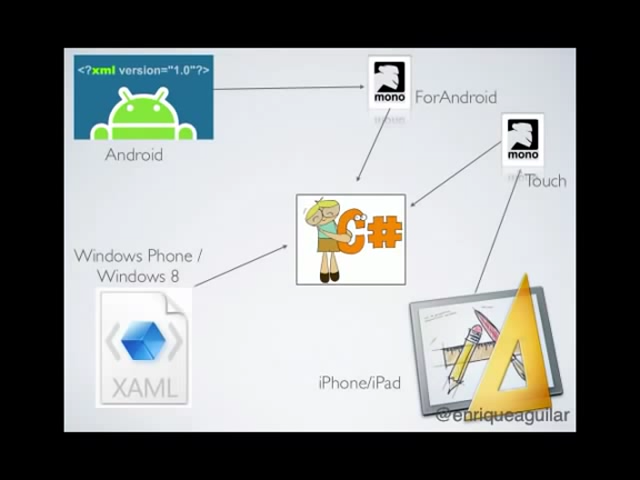 <?xml version="1.0"?>
mono
ForAndroid
mono
Android
Touch
C#
Windows Phone /
Windows 8
XAML
iPhone/iPad
@enriqueaguilar